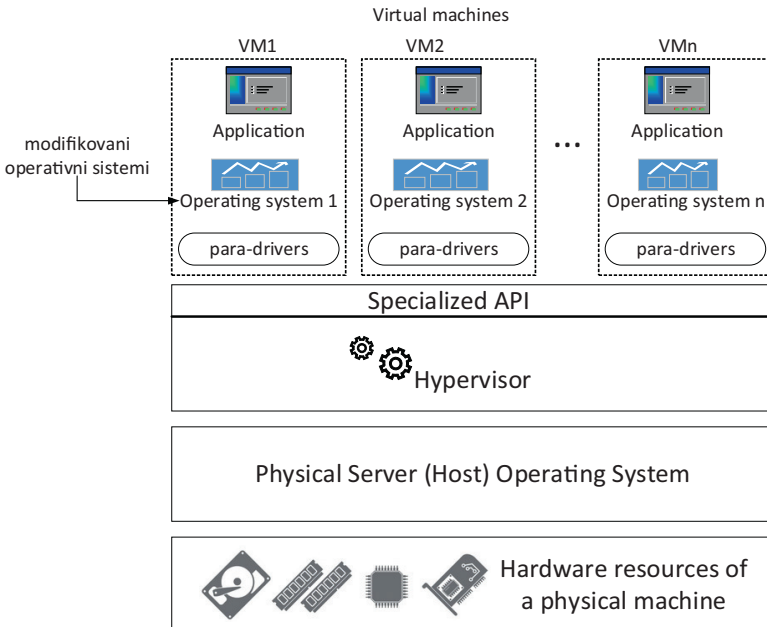 Virtual machines
VM1
VM2
VMn
Application
Application
Application
...
modifikovani
operativni sistemi
Operating system 1
Operating system 2
Operating system n
para-drivers
para-drivers
para-drivers
Specialized API
Hypervisor
Physical Server (Host) Operating System
Hardware resources of
a physical machine